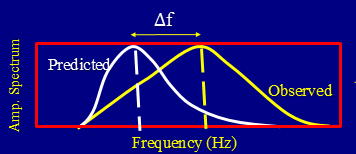 Δf
Predicted
Observed
Amp. Spectrum
Frequency (Hz)